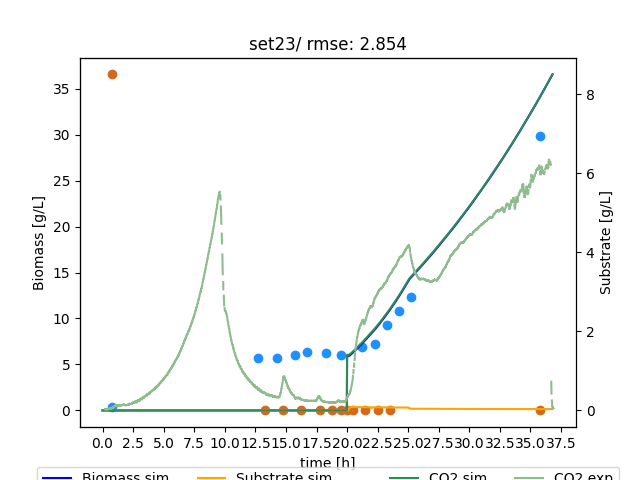 set23/ rmse: 2.854
35
30
25
20
15
10
5
0
Biomass [g/L]
8
6
4
2
0
Substrate [g/L]
0.0 2.5 5.0 7.5 10.0 12.5 15.0 17.5 20.0 22.5 25.0 27.5 30.0 32.5 35.0 37.5
time [h]
Biomass sim Substrate sim CO2 sim CO2 exp